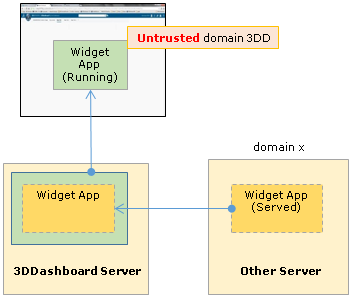 Untrusted domain 3DD
Widget
App
(Running)
domain x
Widget App
Widget App
(Served)
3DDashboard Server
Other Server